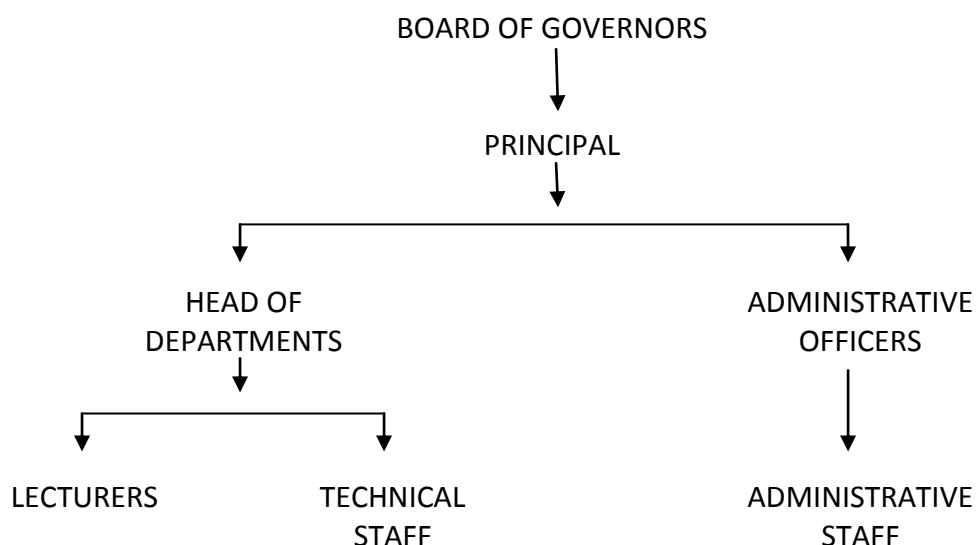 BOARD OF GOVERNORS
PRINCIPAL
HEAD OF
DEPARTMENTS
ADMINISTRATIVE
OFFICERS
LECTURERS
TECHNICAL
STAFF
ADMINISTRATIVE
STAFF